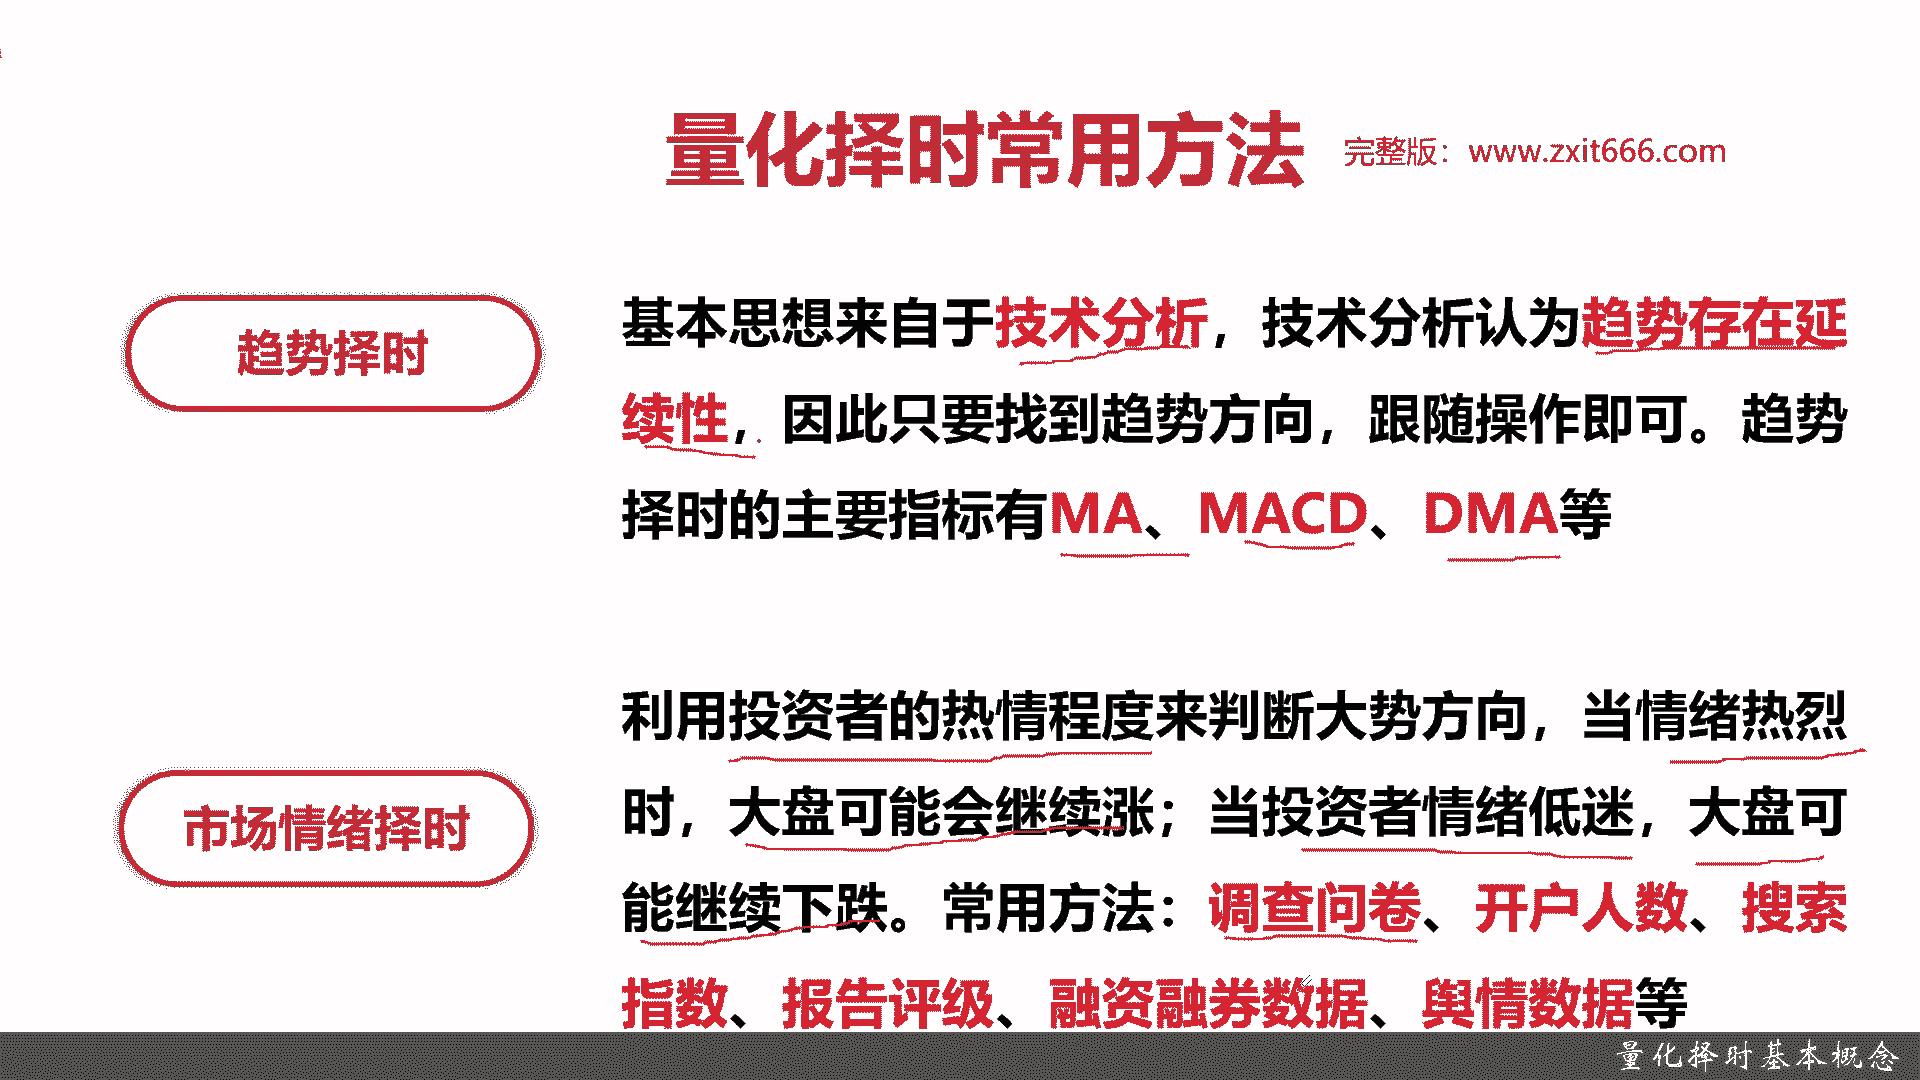 量化择时常用方法
完整版：www.zxit666.com
趋势择时
基本思想来自于技术分析，技术分析认为趋势存在延
续性，因此只要找到趋势方向，跟随操作即可。趋势
择时的主要指标有MA、MACD、DMA等
市场情绪择时
利用投资者的热情程度来判断大势方向，当情绪热烈
时，大盘可能会继续涨；当投资者情绪低迷，大盘可
能继续下跌。常用方法：调查问卷、开户人数、搜索
指数、报告评级、融资融券数据、舆情数据等
量化择时基本概念